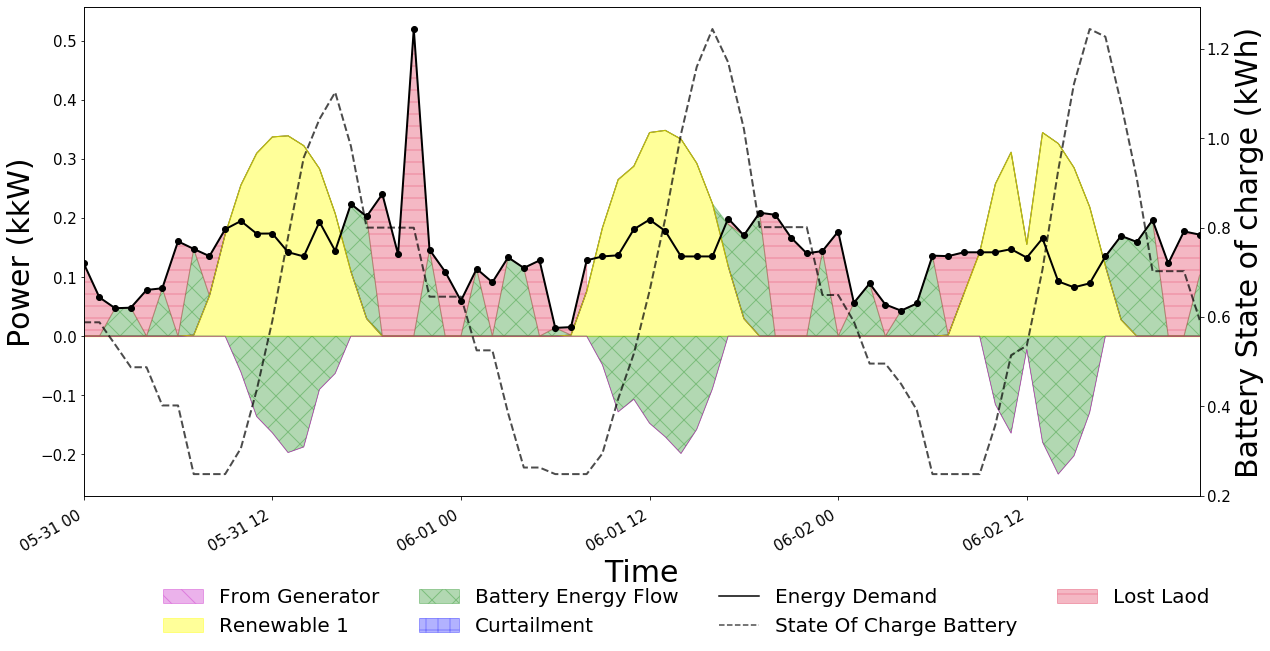 Power (kkW)
0.5
0.4
0.3
0.2
0.1
0.0
−0.1
−0.2
1.2
1.0
0.8
0.6
0.4
0.2
Battery State of charge (kWh)
05-31 00
05-31 12
06-01 00
06-01 12
06-02 00
06-02 12
Time
From Generator
Battery Energy Flow
Energy Demand
Lost Laod
Renewable 1
Curtailment
State Of Charge Battery